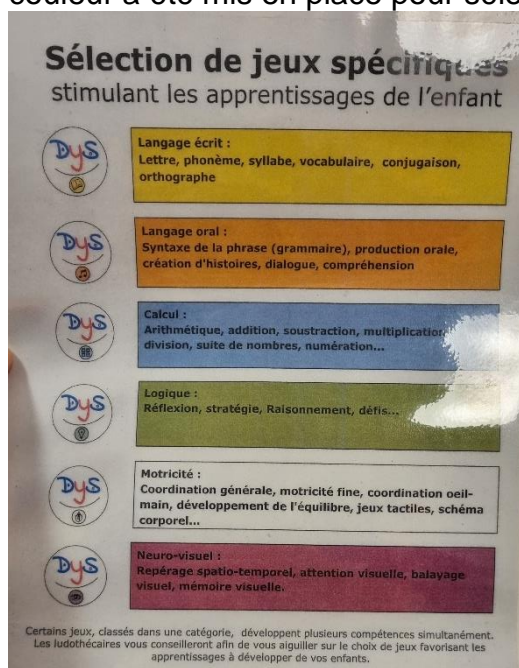 couleur a été mis en place pour
Sélection de jeux spécifiques
stimulant les apprentissages de l'enfant
DyS
Langage écrit :
Lettre, phonème, syllabe, vocabulaire, conjugaison,
orthographe
DyS
Langage oral :
Syntaxe de la phrase (grammaire), production orale,
création d'histoires, dialogue, compréhension
DyS
Calcul :
Arithmétique, addition, soustraction, multiplication,
division, suite de nombres, numération...
DyS
Logique :
Réflexion, stratégie, Raisonnement, défis...
DyS
Motricité :
Coordination générale, motricité fine, coordination oeil-
main, développement de l'équilibre, jeux tactiles, schéma
corporel...
DyS
Neuro-visuel :
Repérage spatio-temporel, attention visuelle, balayage
visuel, mémoire visuelle.
Certains jeux, classés dans une catégorie, développent plusieurs compétences simultanément.
Les ludothécaires vous conseilleront afin de vous aiguiller sur le choix de jeux favorisant les
apprentissages à développer de vos enfants.